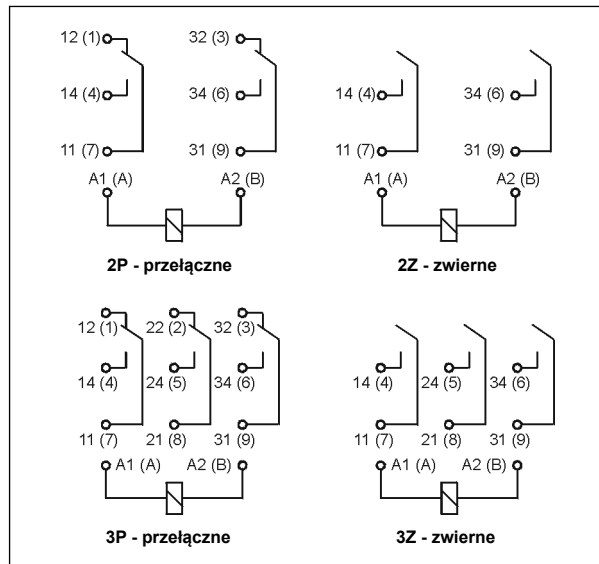 12 (1) 32 (3)
14 (4) 34 (6) 14 (4) 34 (6)
11 (7) 31 (9) 11 (7) 31 (9)
A1 (A) A2 (B) A1 (A) A2 (B)
2P - przełączne 2Z - zwierne
12 (1) 22 (2) 32 (3)
14 (4) 24 (5) 34 (6) 14 (4) 24 (5) 34 (6)
11 (7) 21 (8) 31 (9) 11 (7) 21 (8) 31 (9)
A1 (A) A2 (B) A1 (A) A2 (B)
3P - przełączne 3Z - zwierne